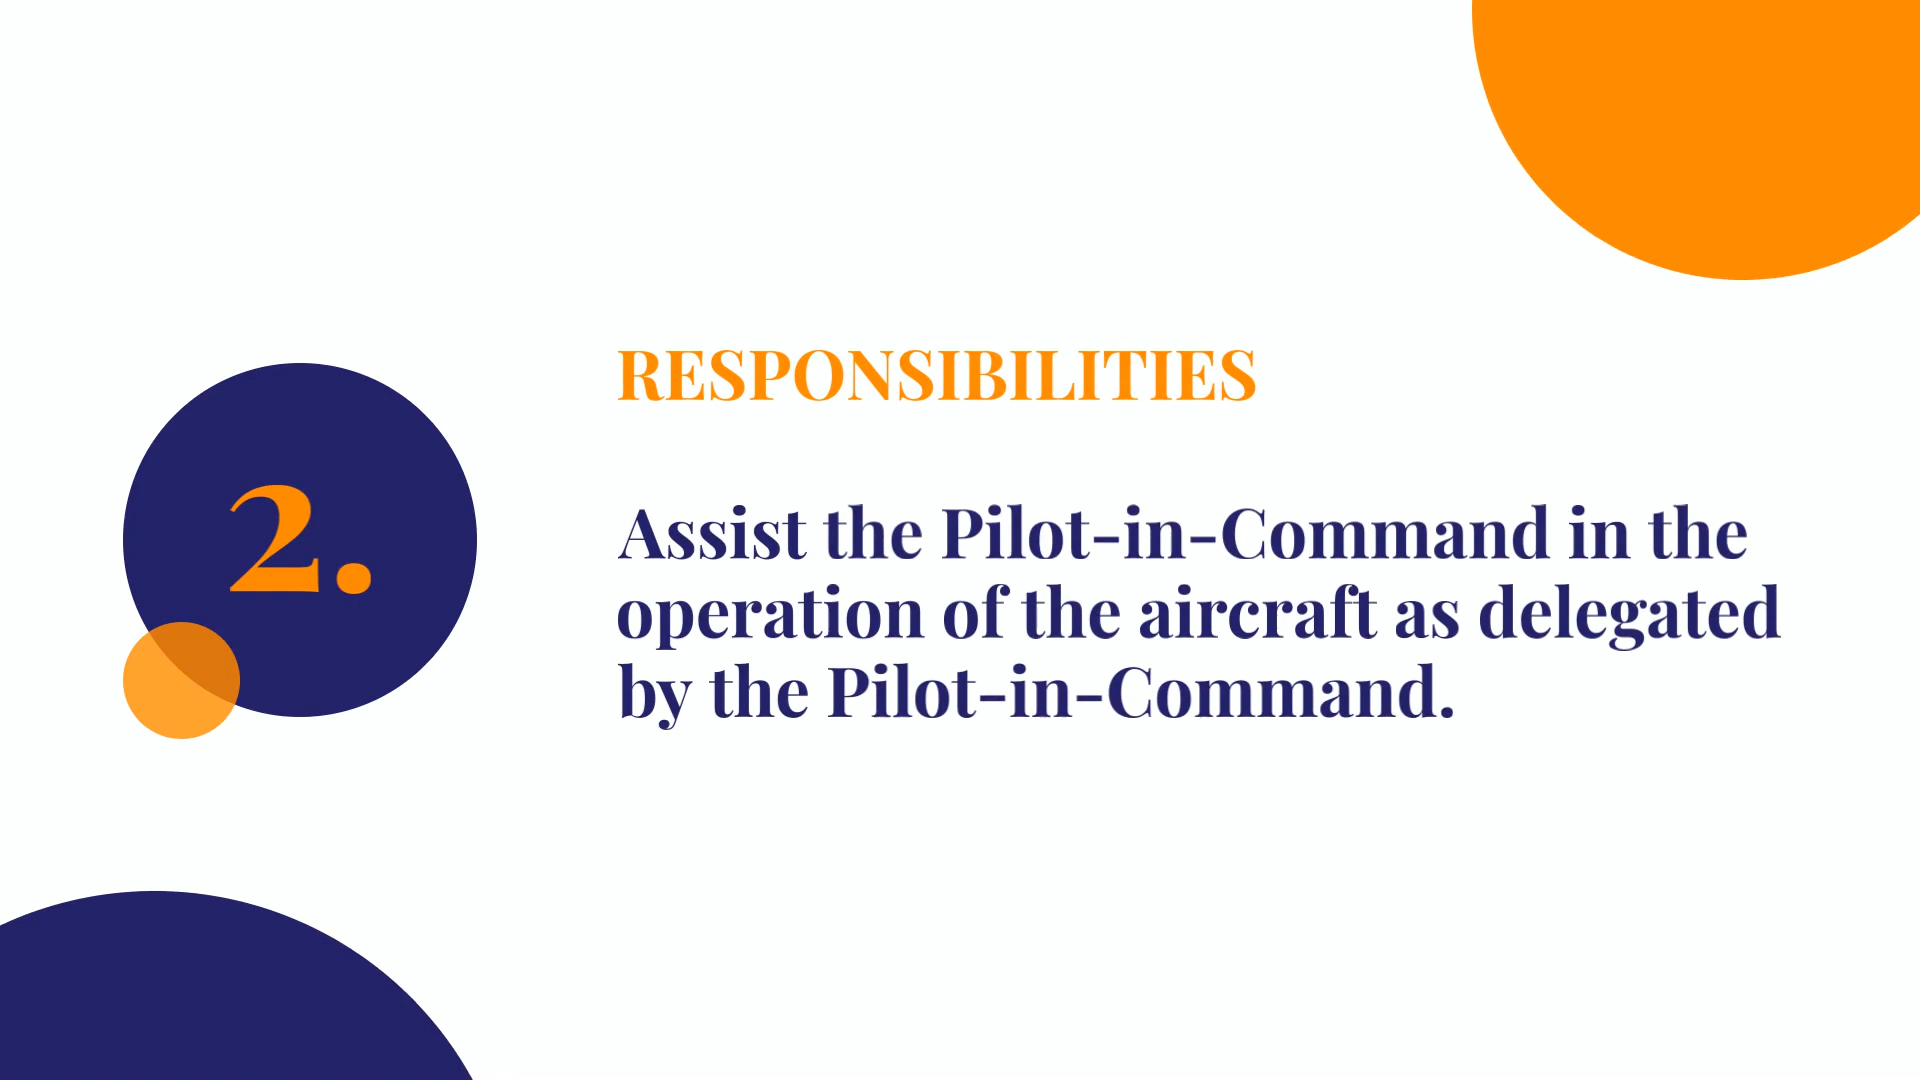 RESPONSIBILITIES
2.
Assist the Pilot-in-Command in the
operation of the aircraft as delegated
by the Pilot-in-Command.